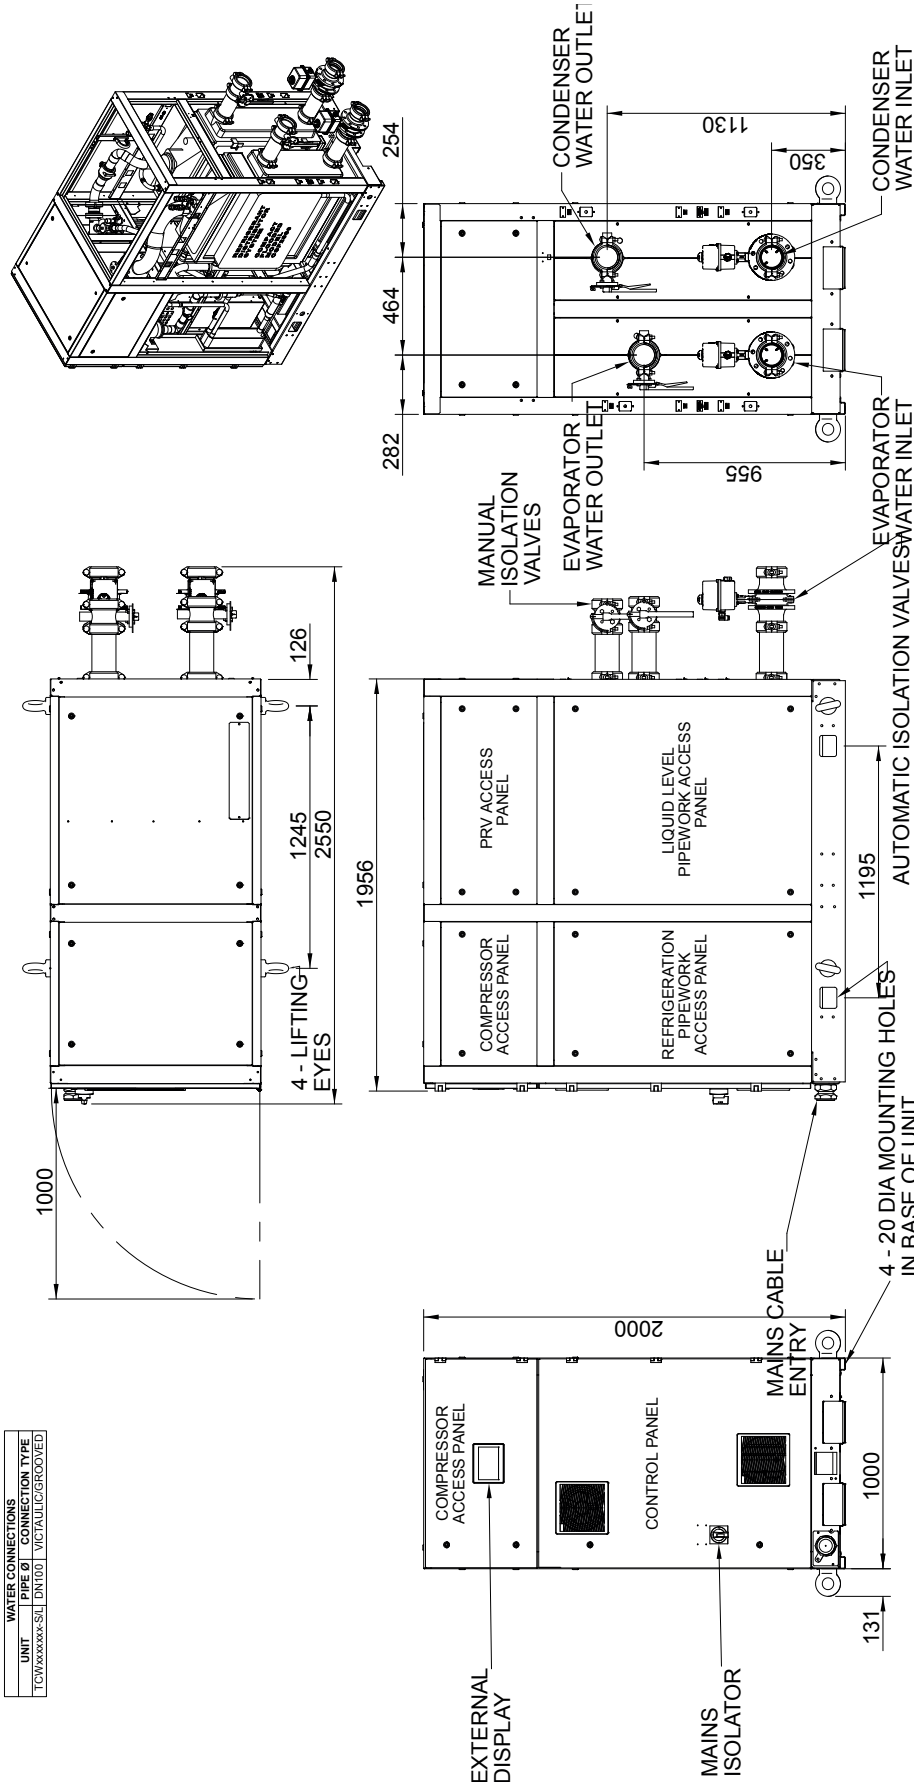 WATER CONNECTIONS
UNIT PIPE Ø CONNECTION TYPE
TCWxxxxxx-S/L DN100 VICTAULIC/GROOVED
1000
4 - LIFTING
EYES
1245
2550
126
EXTERNAL
DISPLAY
COMPRESSOR
ACCESS PANEL
CONTROL PANEL
MAINS
ISOLATOR
131
1000
2000
MAINS CABLE
ENTRY
4 - 20 DIA MOUNTING HOLES
IN BASE OF UNIT
1956
COMPRESSOR
ACCESS PANEL
PRV ACCESS
PANEL
REFRIGERATION
PIPEWORK
ACCESS PANEL
LIQUID LEVEL
PIPEWORK ACCESS
PANEL
1195
MANUAL
ISOLATION
VALVES
AUTOMATIC ISOLATION VALVES
282
464
254
EVAPORATOR
WATER OUTLET
CONDENSER
WATER OUTLET
955
1130
350
EVAPORATOR
WATER INLET
CONDENSER
WATER INLET